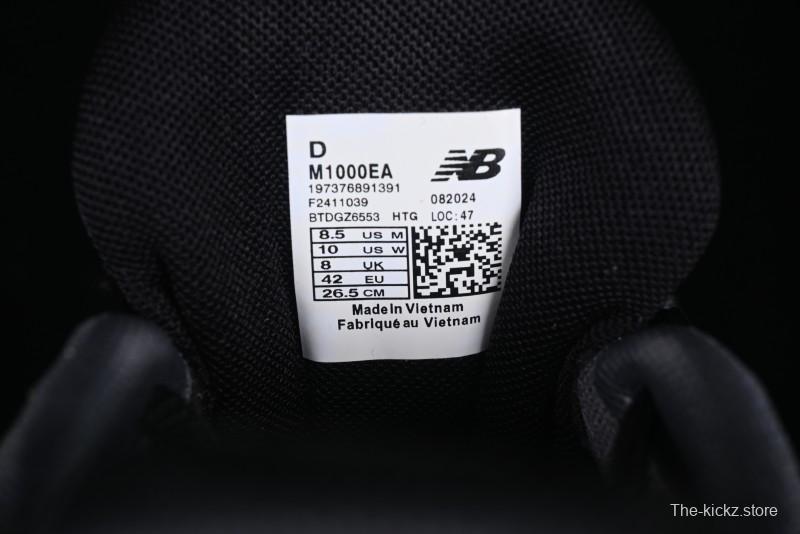 D
NB
M1000EA
197376891391
F2411039 082024
BTDGZ6553 HTG LOC:47
8.5 US M
10 US W
8 UK
42 EU
26.5 CM
Made in Vietnam
Fabriqué au Vietnam
The-kickz.store